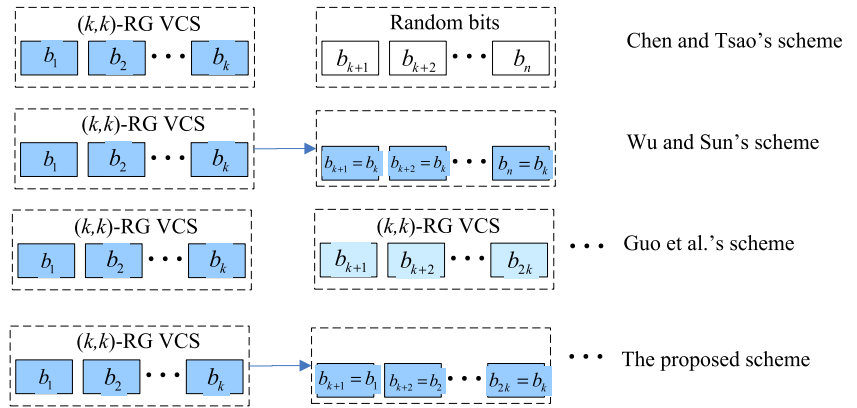 (k,k)-RG VCS Random bits
b₁ b₂ ••• bₖ bₖ₊₁ bₖ₊₂ ••• bₙ Chen and Tsao's scheme
(k,k)-RG VCS
b₁ b₂ ••• bₖ bₖ₊₁ = bₖ bₖ₊₂ = bₖ ••• bₙ = bₖ Wu and Sun's scheme
(k,k)-RG VCS (k,k)-RG VCS
b₁ b₂ ••• bₖ bₖ₊₁ bₖ₊₂ ••• b₂ₖ ••• Guo et al.'s scheme
(k,k)-RG VCS
b₁ b₂ ••• bₖ bₖ₊₁ = b₁ bₖ₊₂ = b₂ ••• b₂ₖ = bₖ ••• The proposed scheme